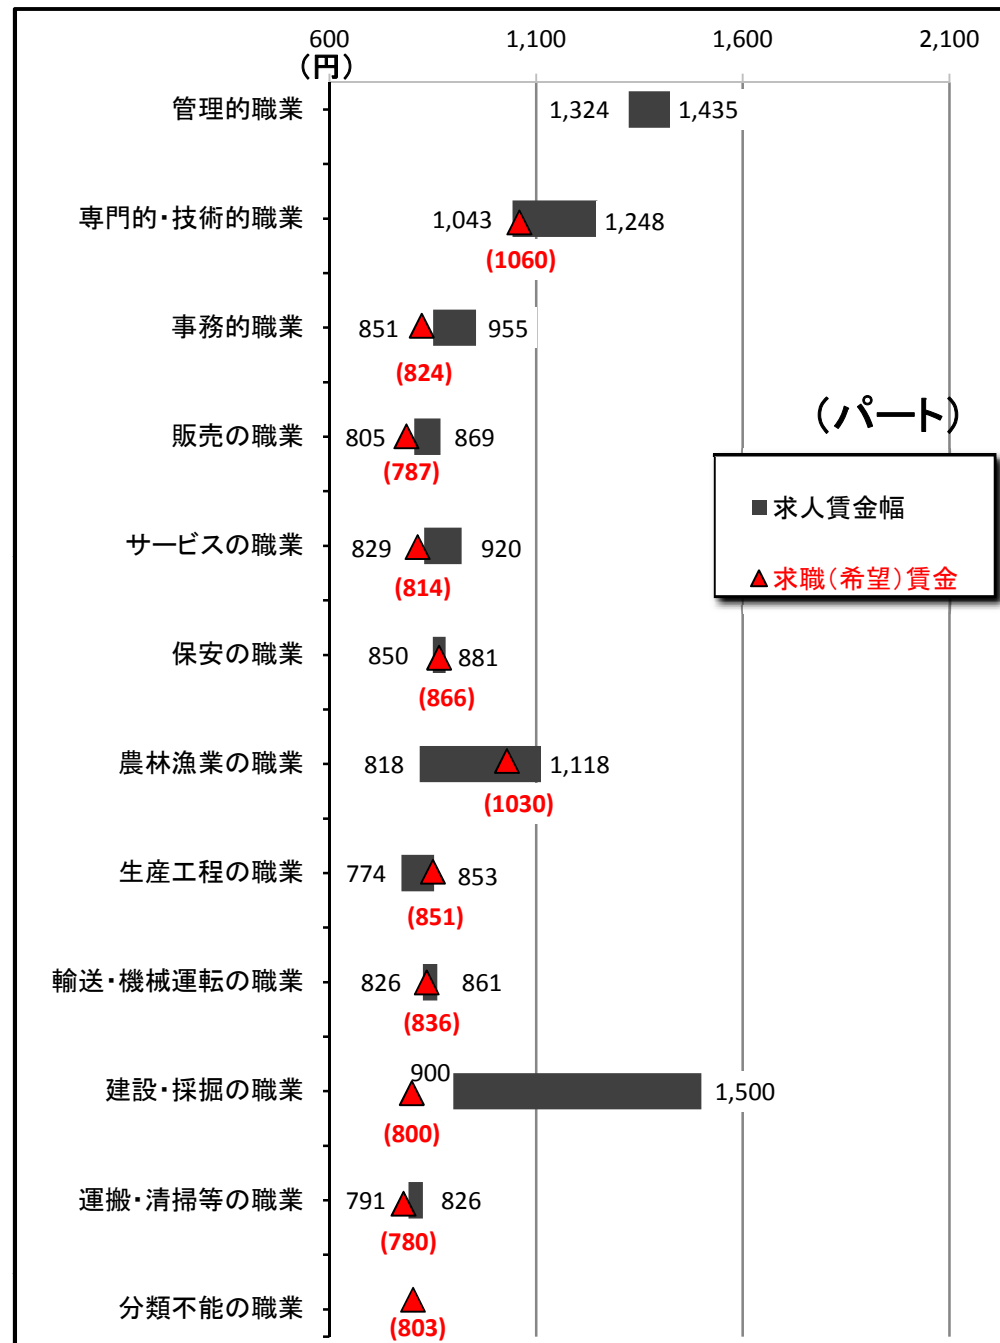 600 1,100 1,600 2,100
(円)
管理的職業 1,324 1,435
専門的・技術的職業 1,043 1,248
(1060)
事務的職業 851 955
(824)
(パート)
販売の職業 805 869
(787)
■求人賃金幅
サービスの職業 829 920
▲求職(希望)賃金
(814)
保安の職業 850 881
(866)
農林漁業の職業 818 1,118
(1030)
生産工程の職業 774 853
(851)
輸送・機械運転の職業 826 861
(836)
建設・採掘の職業 900 1,500
(800)
運搬・清掃等の職業 791 826
(780)
分類不能の職業
(803)